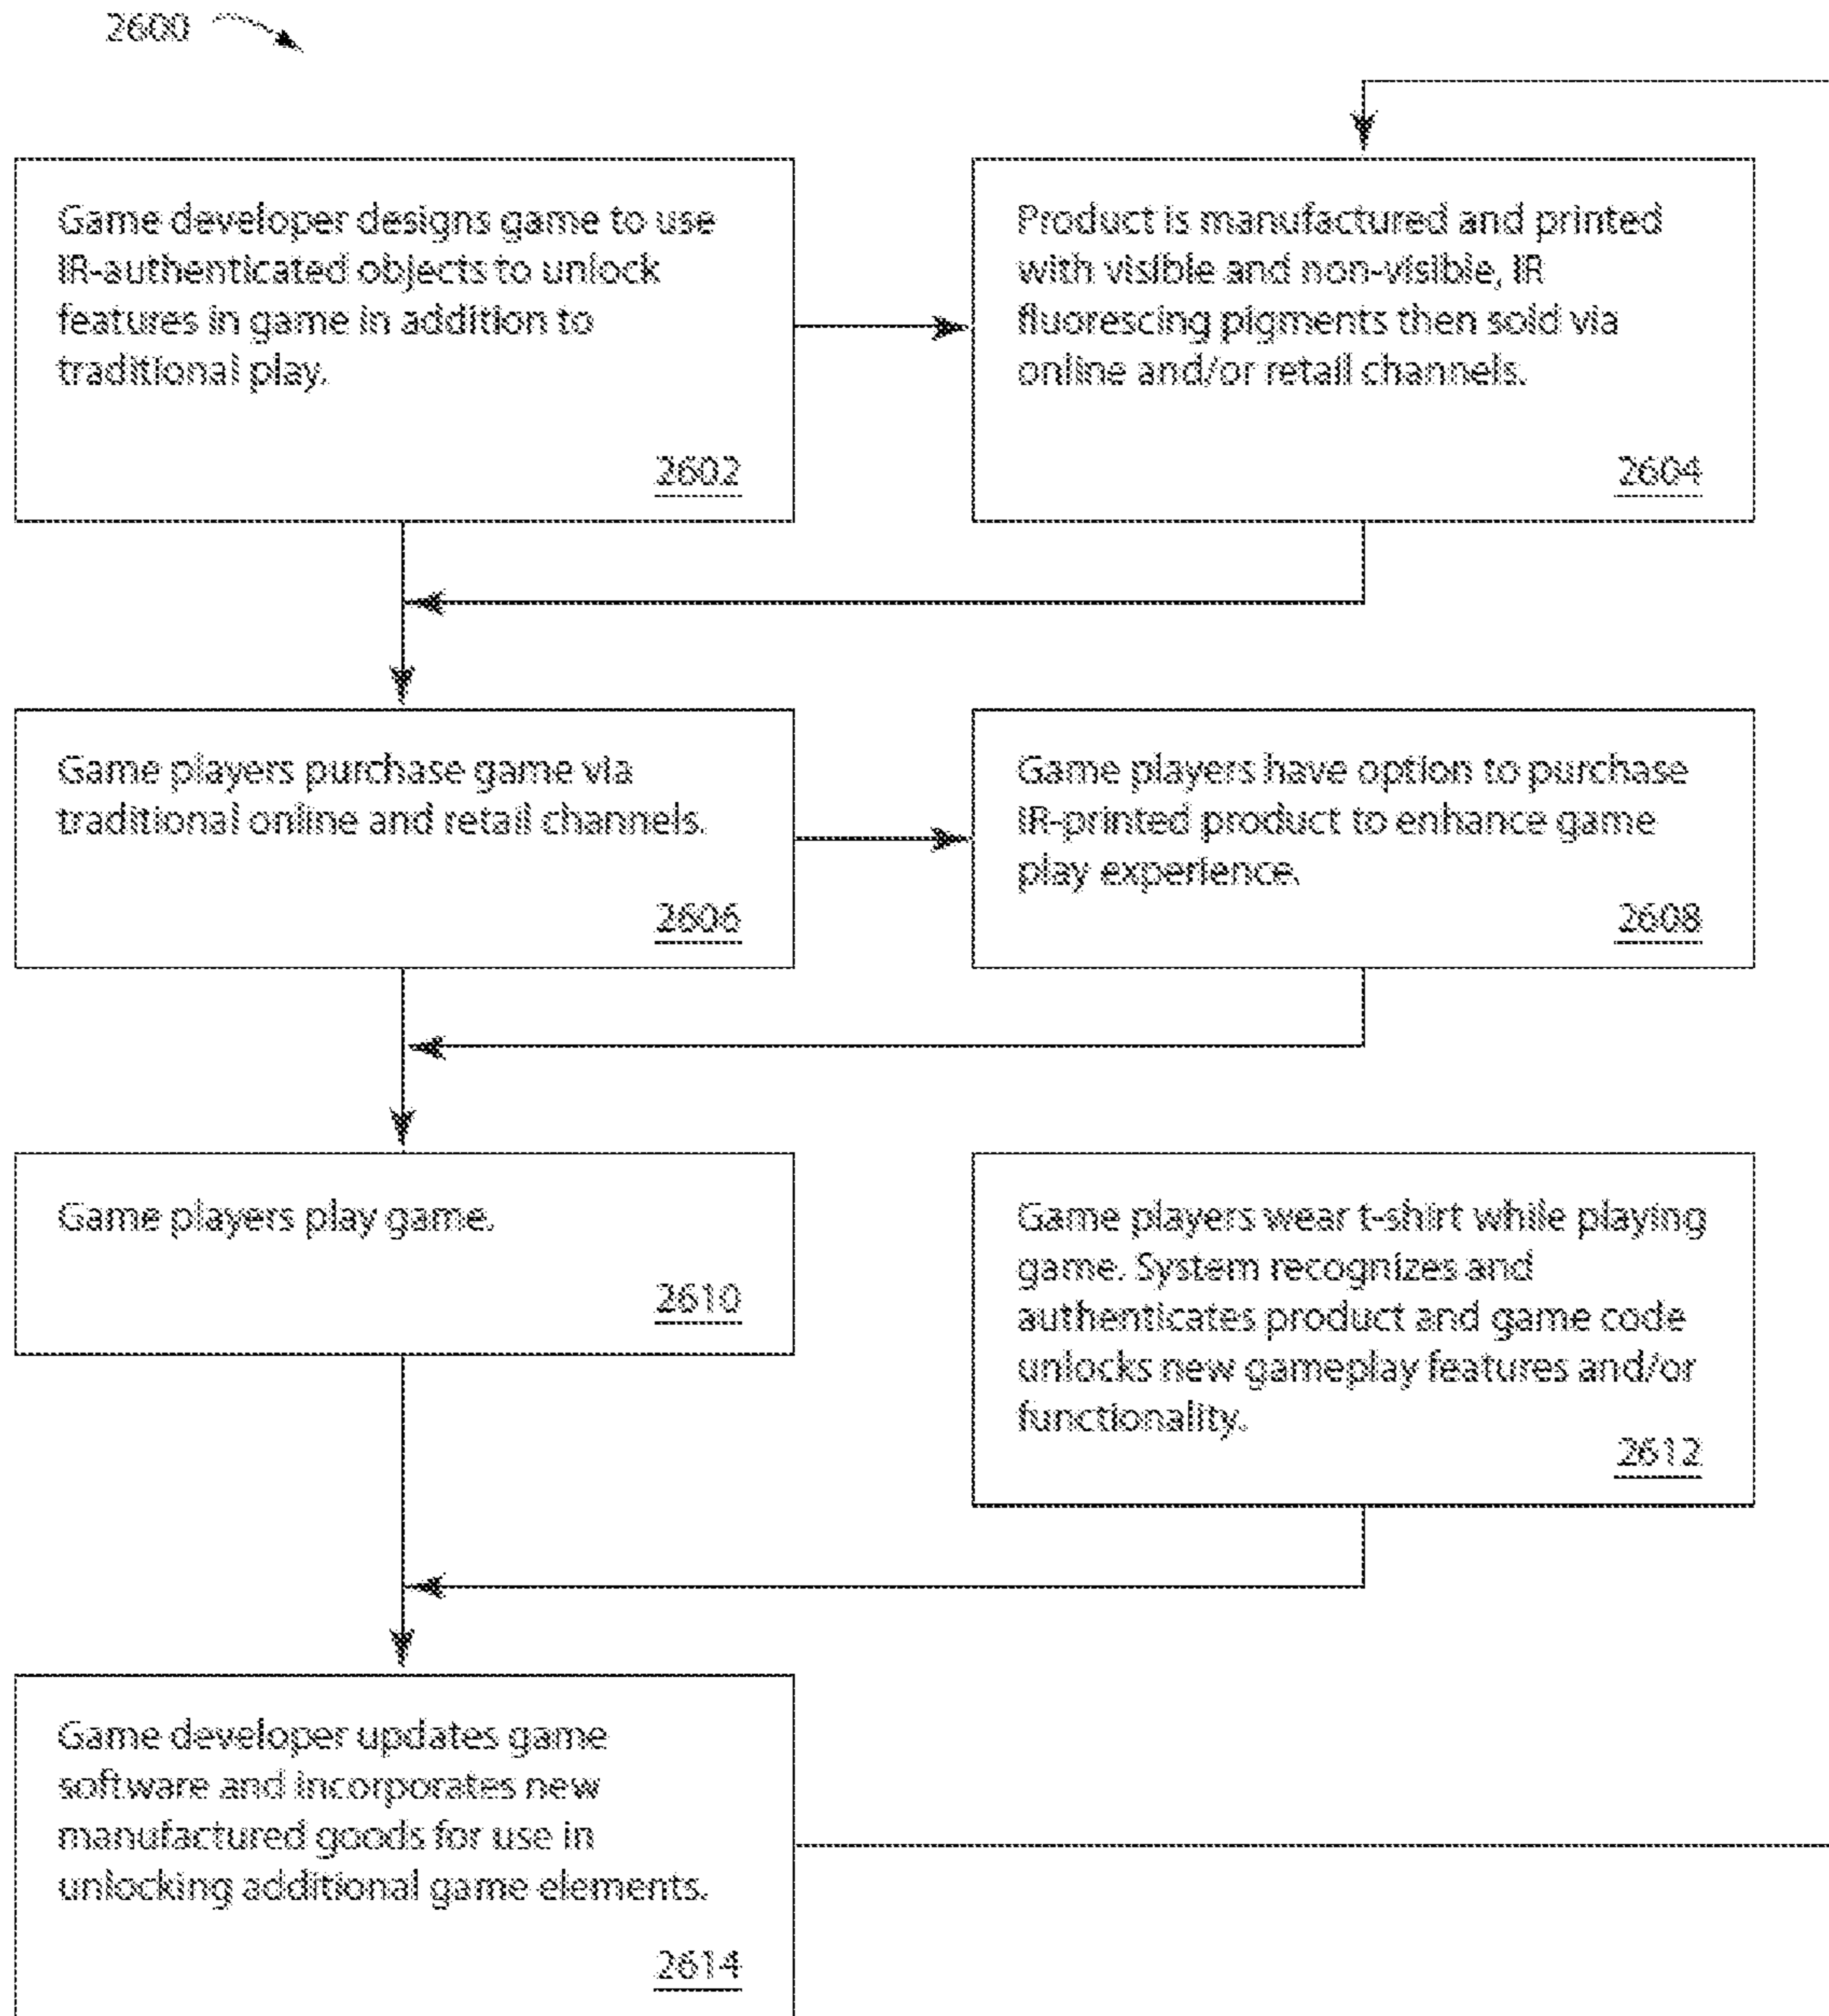 2600
Game developer designs game to use
IR-authenticated objects to unlock
features in game in addition to
traditional play.
2602
Product is manufactured and printed
with visible and non-visible, IR
fluorescing pigments then sold via
online and/or retail channels.
2604
Game players purchase game via
traditional online and retail channels.
2606
Game players have option to purchase
IR-printed product to enhance game
play experience.
2608
Game players play game.
2610
Game players wear t-shirt while playing
game. System recognizes and
authenticates product and game code
unlocks new gameplay features and/or
functionality.
2612
Game developer updates game
software and incorporates new
manufactured goods for use in
unlocking additional game elements.
2614